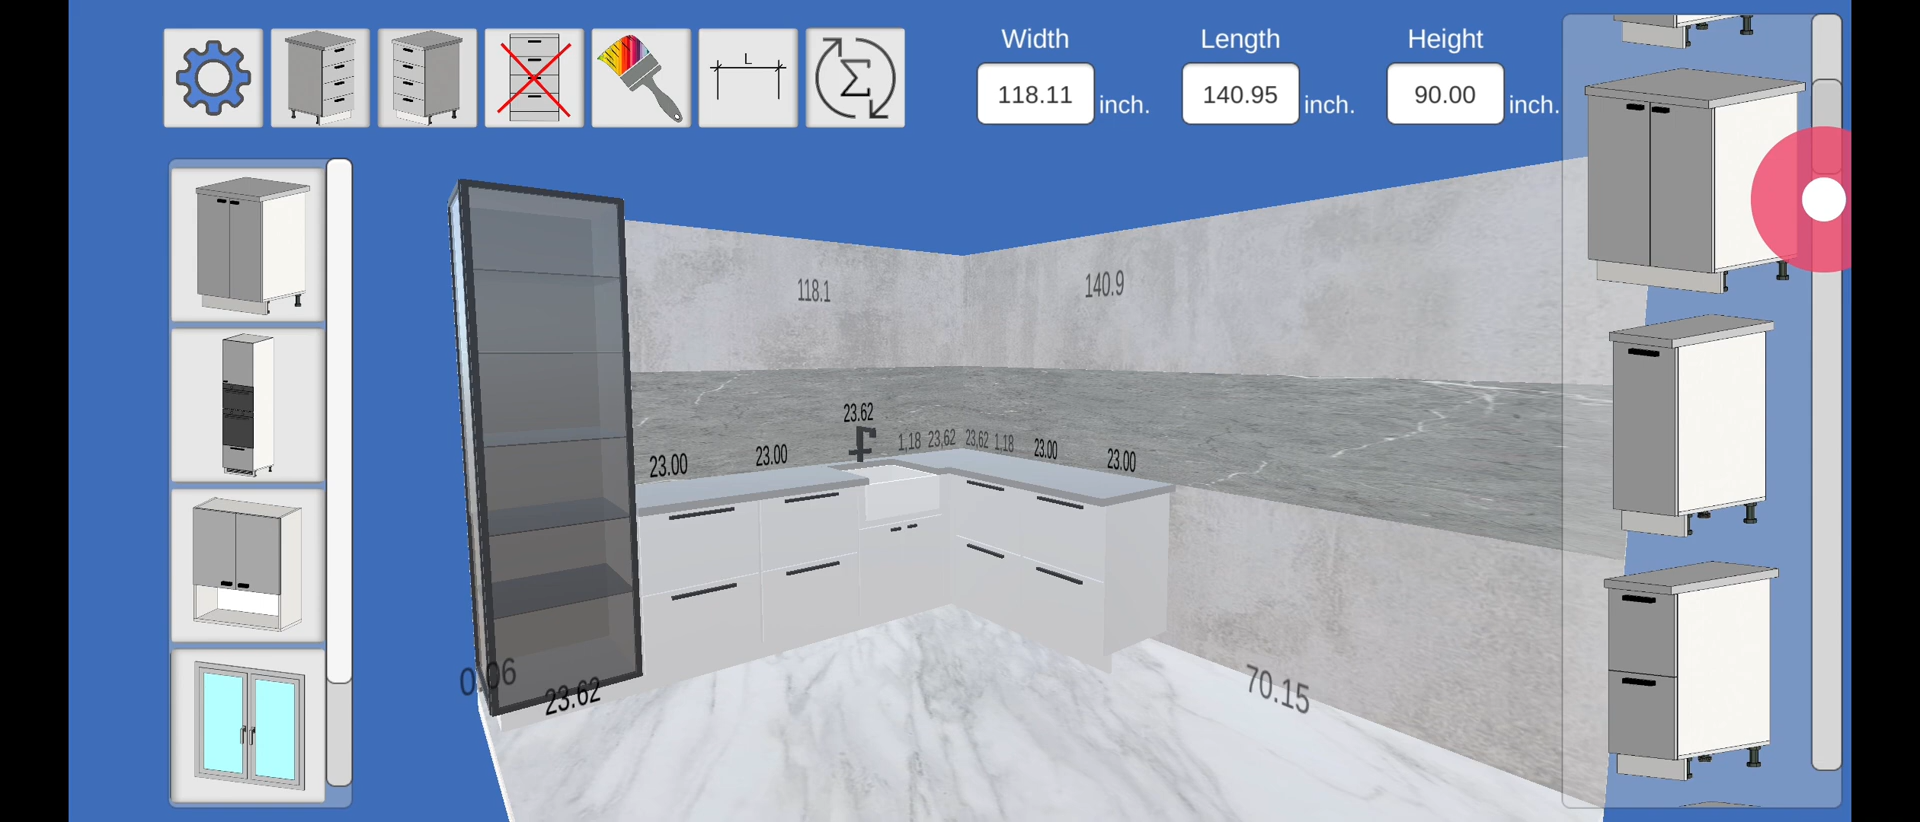 L
Σ
Width
Length
Height
118.11 inch.
140.95 inch.
90.00 inch.
118.1
140.9
23.62
23.00
23.00
1,18
23,62
23,62
1,18
23.00
23.00
0.06
23.62
70.15